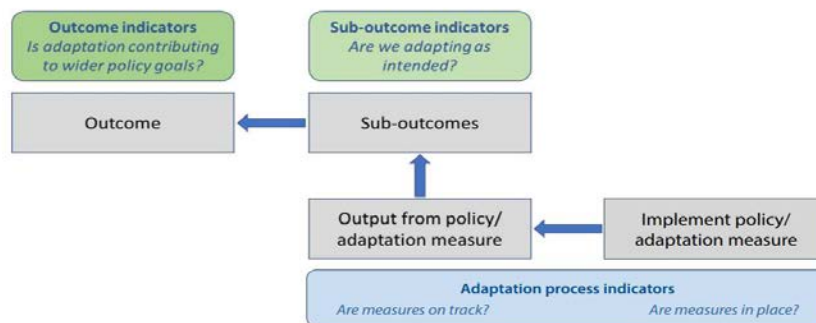 Outcome indicators
Is adaptation contributing
to wider policy goals?
Sub-outcome indicators
Are we adapting as
intended?
Outcome
Sub-outcomes
Output from policy/
adaptation measure
Implement policy/
adaptation measure
Adaptation process indicators
Are measures on track?
Are measures in place?